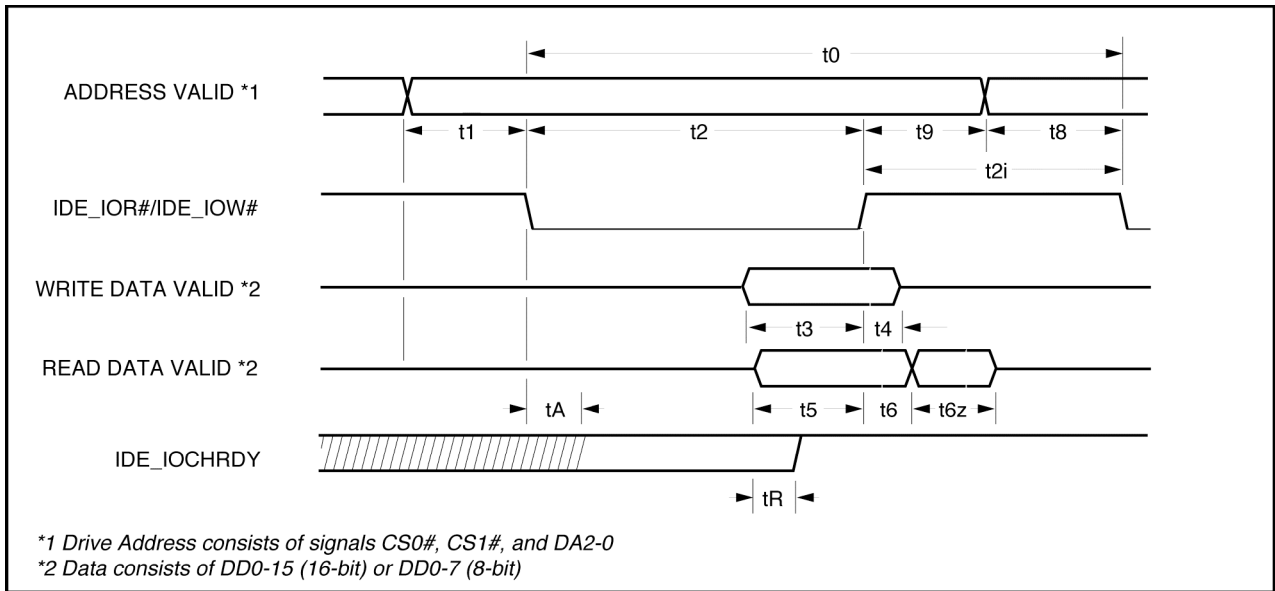 t0
ADDRESS VALID *1
t1
t2
t9
t8
t2i
IDE_IOR#/IDE_IOW#
WRITE DATA VALID *2
t3
t4
READ DATA VALID *2
tA
t5
t6
t6z
IDE_IOCHRDY
tR
*1 Drive Address consists of signals CS0#, CS1#, and DA2-0
*2 Data consists of DD0-15 (16-bit) or DD0-7 (8-bit)